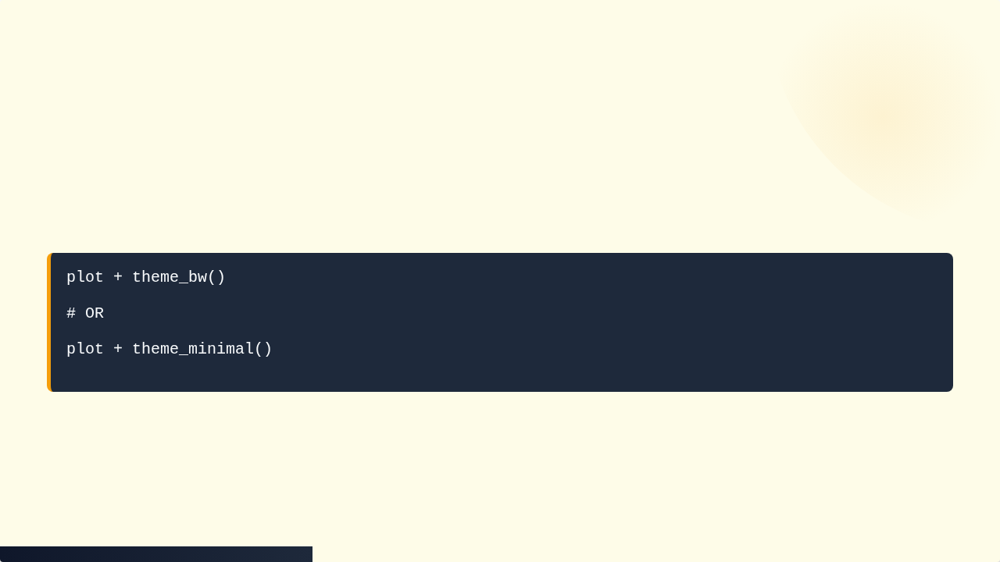 plot + theme_bw()
# OR
plot + theme_minimal()